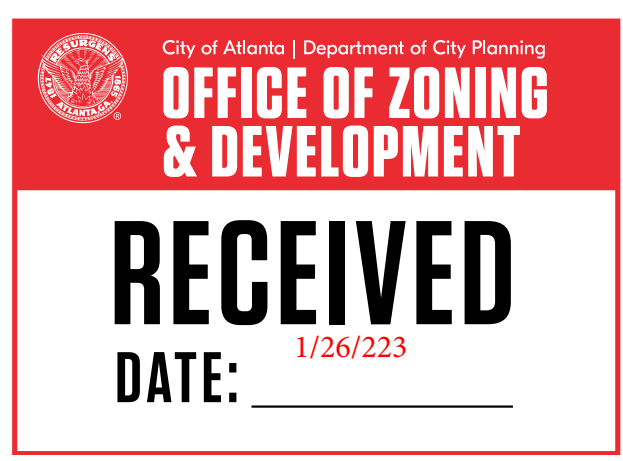 RESURGENS
1847 ATLANTA,GA. 1865
®
City of Atlanta | Department of City Planning
OFFICE OF ZONING
& DEVELOPMENT
RECEIVED
1/26/223
DATE: